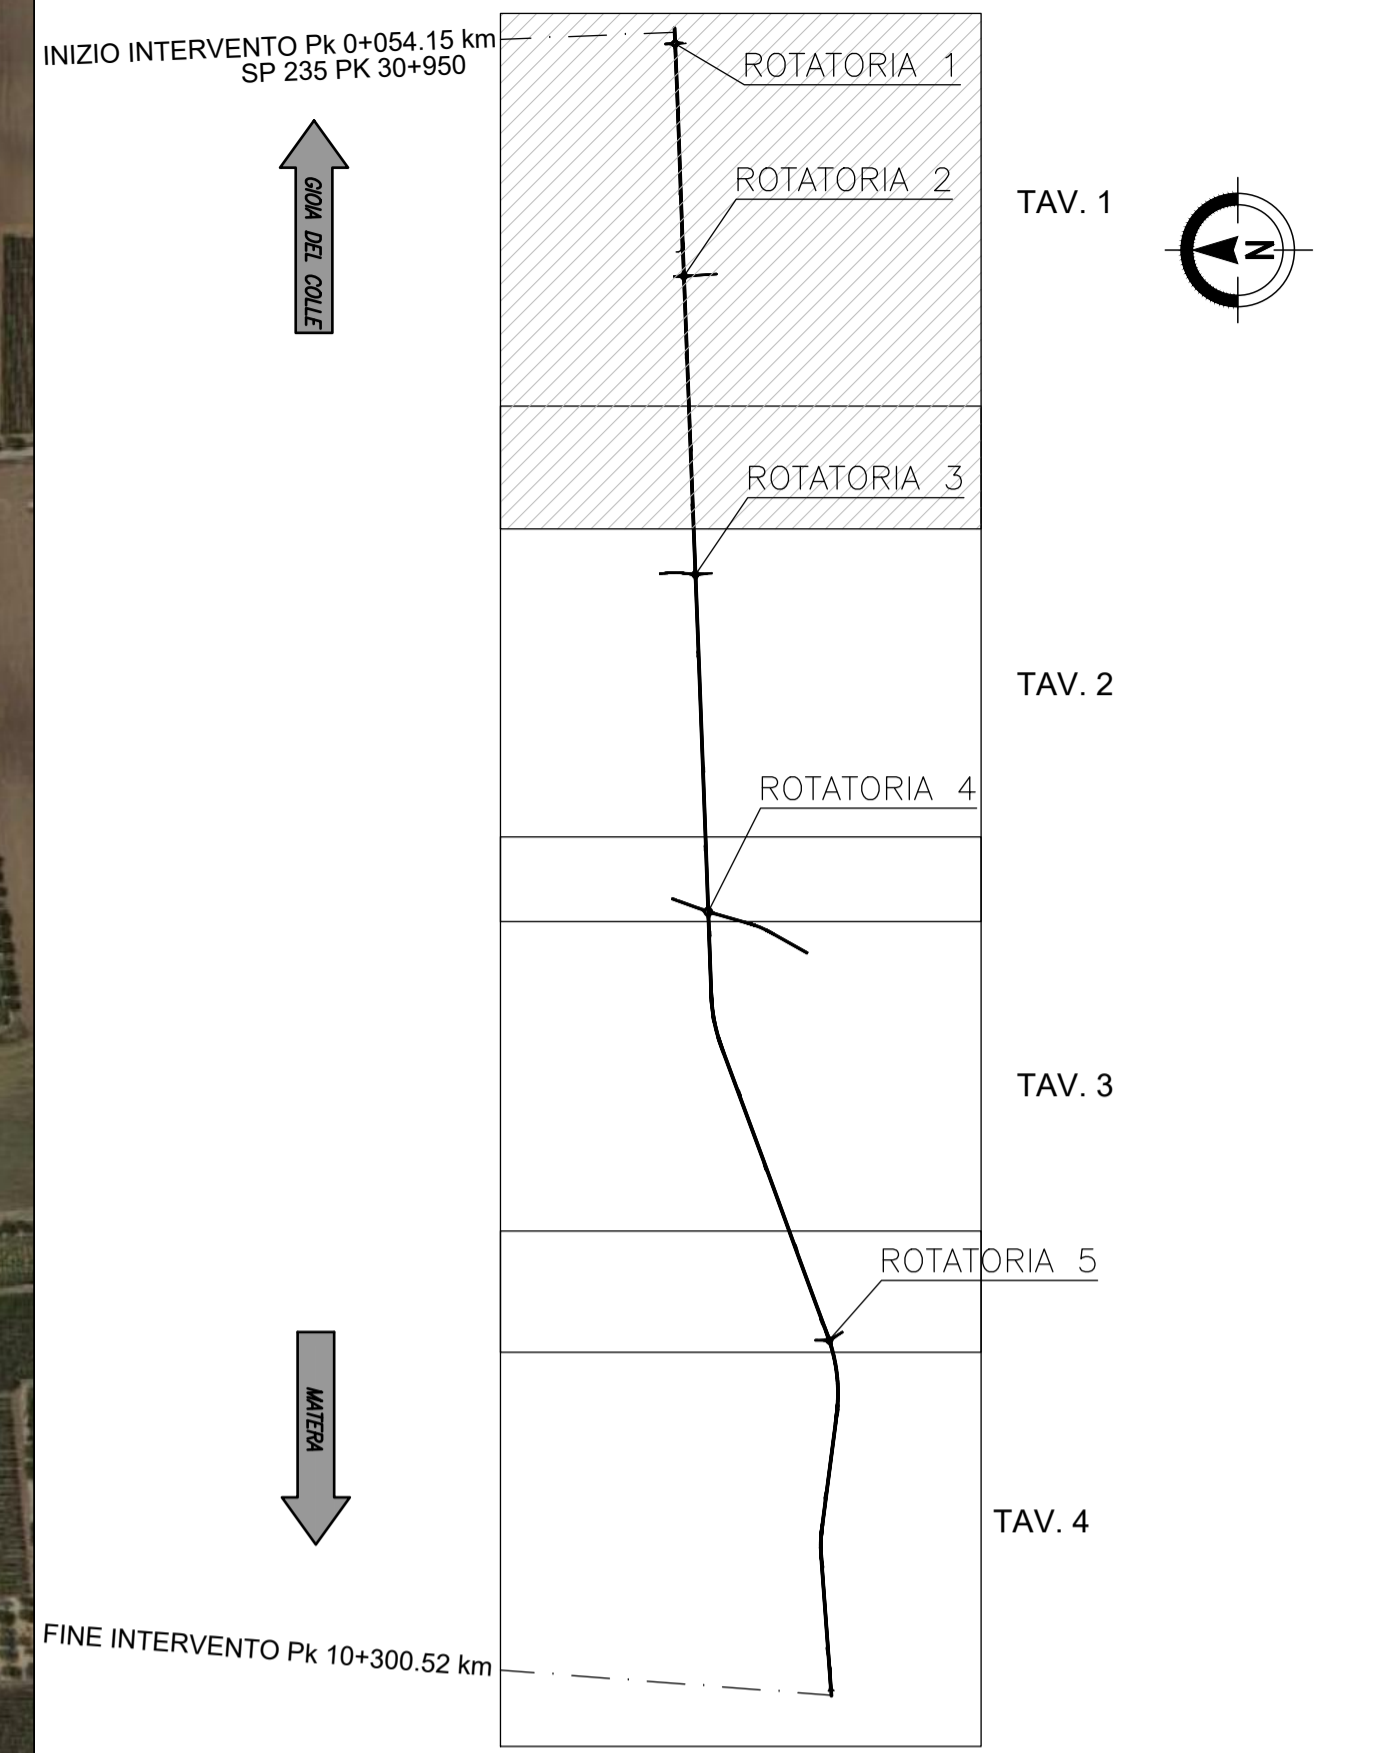 INIZIO INTERVENTO Pk 0+054.15 km
SP 235 PK 30+950
ROTATORIA 1
GIOIA DEL COLLE
ROTATORIA 2
TAV. 1
N
ROTATORIA 3
TAV. 2
ROTATORIA 4
TAV. 3
ROTATORIA 5
MATERA
TAV. 4
FINE INTERVENTO Pk 10+300.52 km